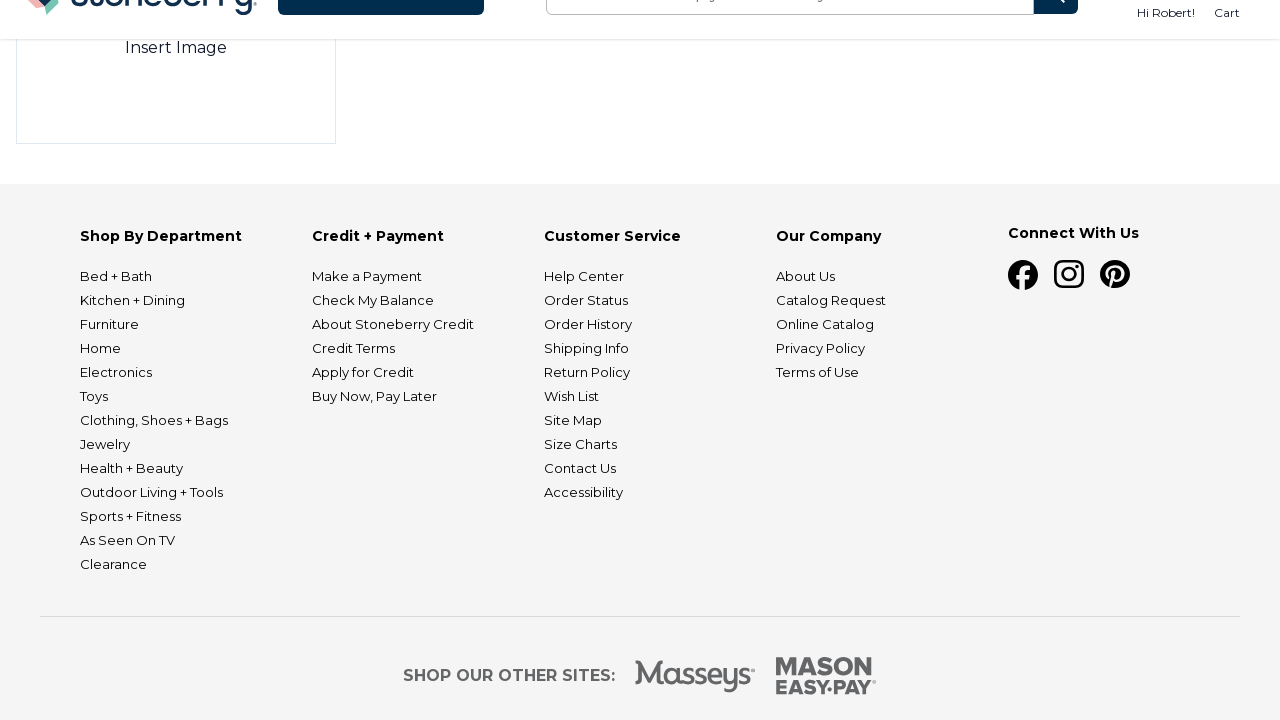 Stoneberry
Hi Robert!
Cart
Insert Image
Shop By Department
Bed + Bath
Kitchen + Dining
Furniture
Home
Electronics
Toys
Clothing, Shoes + Bags
Jewelry
Health + Beauty
Outdoor Living + Tools
Sports + Fitness
As Seen On TV
Clearance
Credit + Payment
Make a Payment
Check My Balance
About Stoneberry Credit
Credit Terms
Apply for Credit
Buy Now, Pay Later
Customer Service
Help Center
Order Status
Order History
Shipping Info
Return Policy
Wish List
Site Map
Size Charts
Contact Us
Accessibility
Our Company
About Us
Catalog Request
Online Catalog
Privacy Policy
Terms of Use
Connect With Us
SHOP OUR OTHER SITES:
Masseys®
MASON
EASY•PAY®